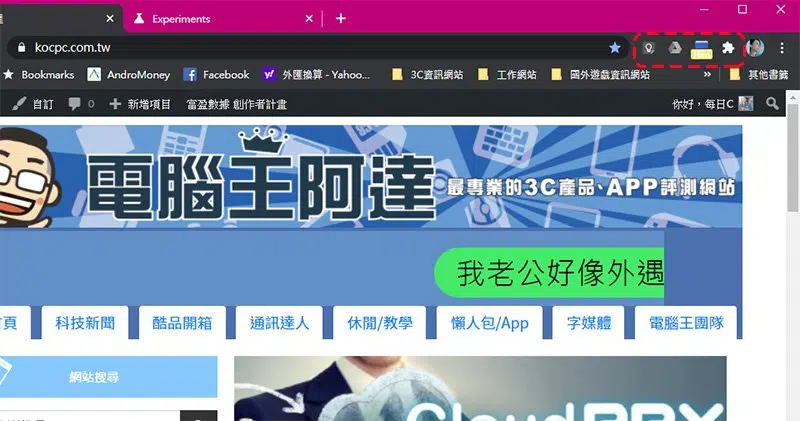 Experiments
kocpc.com.tw
Bookmarks AndroMoney Facebook 外匯換算 - Yahoo... 3C資訊網站 工作網站 國外遊戲資訊網站 » 其他書籤
自訂 0 新增項目 富盈數據 創作者計畫 你好，每日C
電腦王阿達
最專業的3C產品、APP評測網站
我老公好像外遇
頁 科技新聞 酷品開箱 通訊達人 休閒/教學 懶人包/App 字媒體 電腦王團隊
網站搜尋